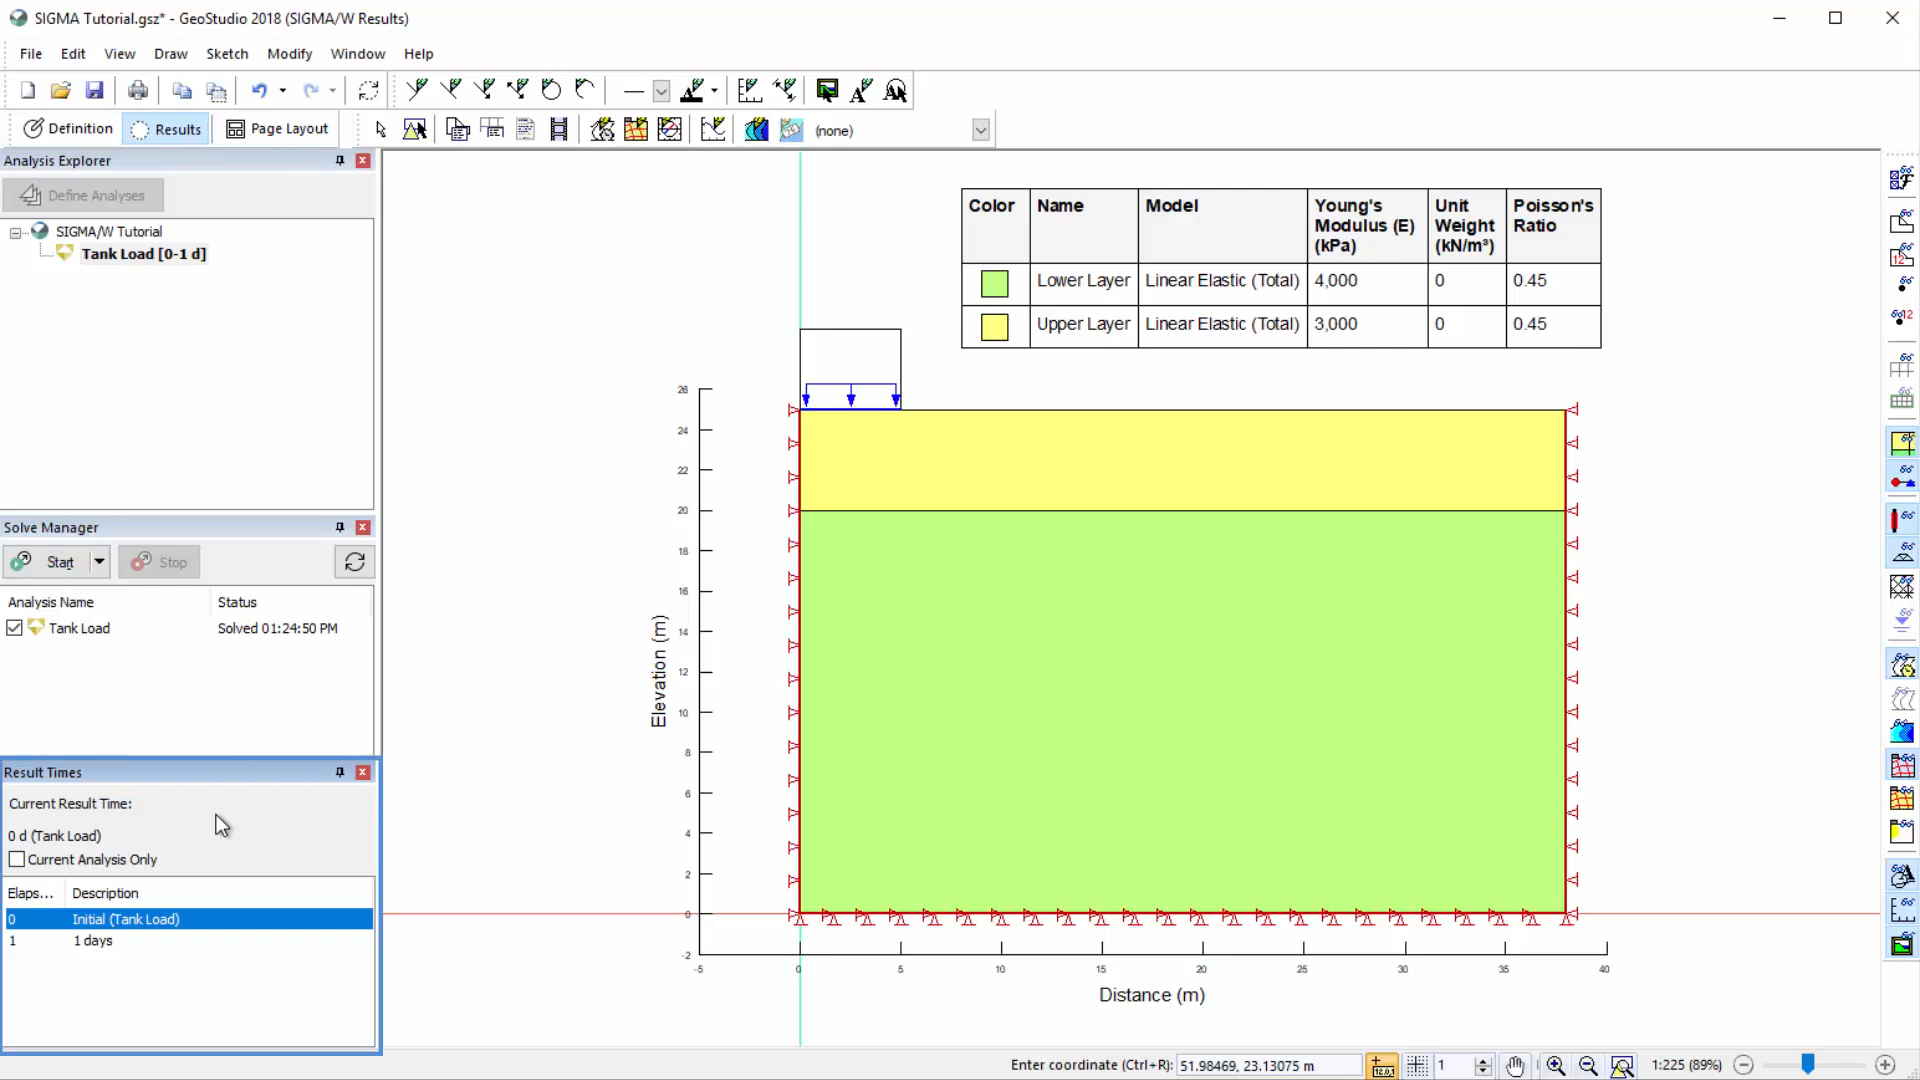 SIGMA Tutorial.gsz* - GeoStudio 2018 (SIGMA/W Results)
File Edit View Draw Sketch Modify Window Help
Definition Results Page Layout (none)
Analysis Explorer
Define Analyses
SIGMA/W Tutorial
Tank Load [0-1 d]
Solve Manager
Start Stop
Analysis Name Status
Tank Load Solved 01:24:50 PM
Result Times
Current Result Time:
0 d (Tank Load)
Current Analysis Only
Elaps... Description
0 Initial (Tank Load)
1 1 days
Color Name Model Young's Modulus (E) (kPa) Unit Weight (kN/m³) Poisson's Ratio
Lower Layer Linear Elastic (Total) 4,000 0 0.45
Upper Layer Linear Elastic (Total) 3,000 0 0.45
Elevation (m)
26
24
22
20
18
16
14
12
10
8
6
4
2
0
-2
-5 0 5 10 15 20 25 30 35 40
Distance (m)
Enter coordinate (Ctrl+R): 51.98469, 23.13075 m 1 1:225 (89%)